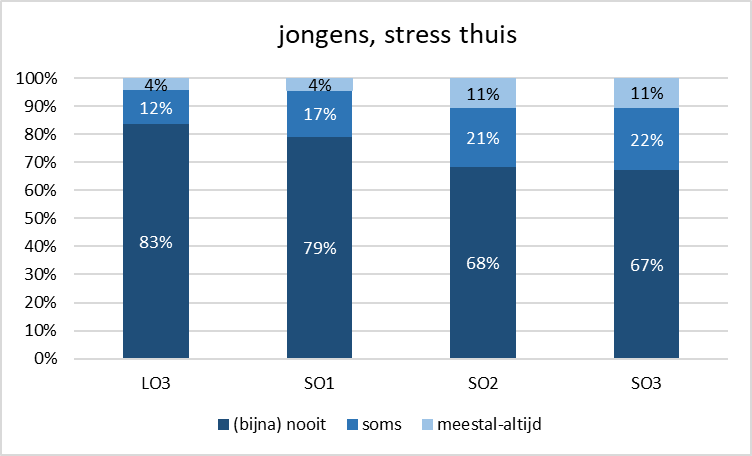 jongens, stress thuis
100%
90%
80%
70%
60%
50%
40%
30%
20%
10%
0%
4% 4% 11% 11%
12% 17% 21% 22%
83% 79% 68% 67%
LO3 SO1 SO2 SO3
(bijna) nooit soms meestal-altijd